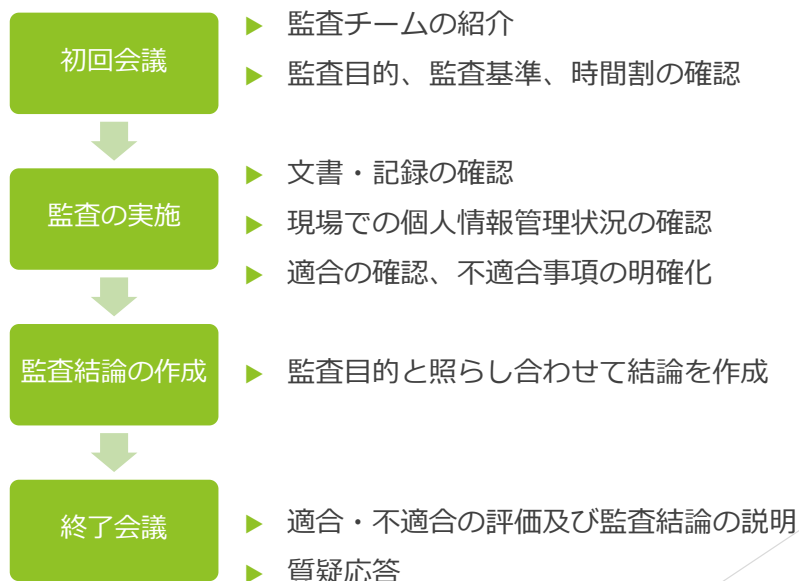 初回会議
監査チームの紹介
監査目的、監査基準、時間割の確認
監査の実施
文書・記録の確認
現場での個人情報管理状況の確認
適合の確認、不適合事項の明確化
監査結論の作成
監査目的と照らし合わせて結論を作成
終了会議
適合・不適合の評価及び監査結論の説明
質疑応答